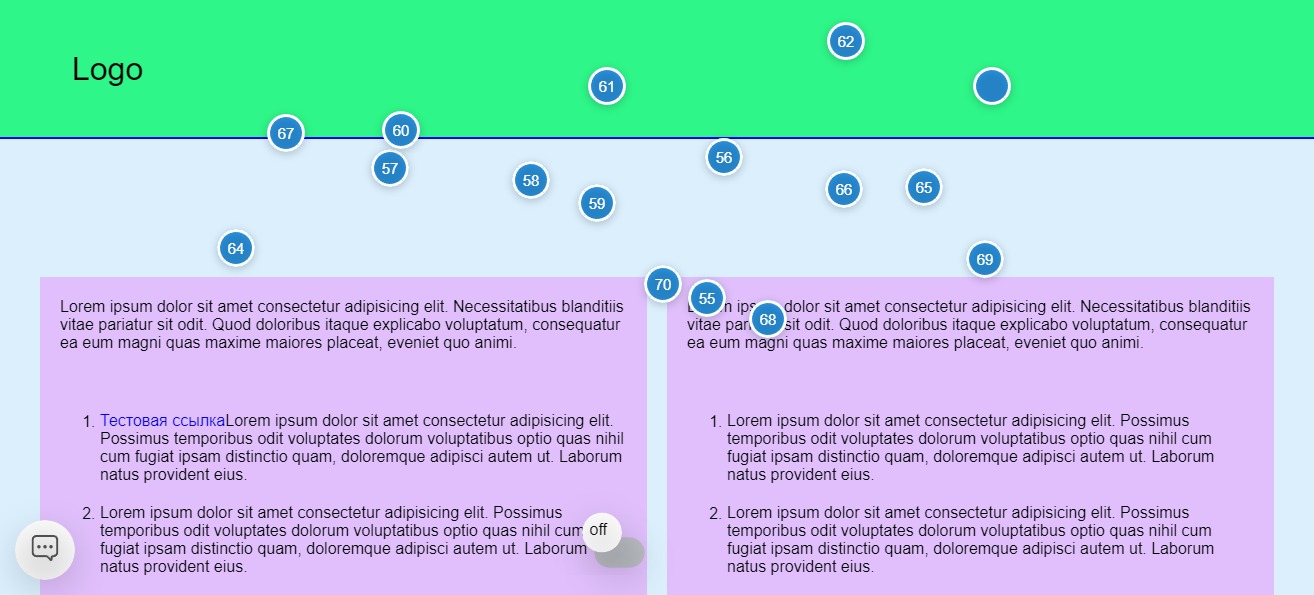 62
Logo
61
67
60
57
58
59
56
66
65
64
69
70
55
68
Lorem ipsum dolor sit amet consectetur adipisicing elit. Necessitatibus blanditiis
vitae pariatur sit odit. Quod doloribus itaque explicabo voluptatum, consequatur
ea eum magni quas maxime maiores placeat, eveniet quo animi.
dolor sit amet consectetur adipisicing elit. Necessitatibus blanditiis
vitae sit odit. Quod doloribus itaque explicabo voluptatum, consequatur
ea eum magni quas maxime maiores placeat, eveniet quo animi.
1. Тестовая ссылкаLorem ipsum dolor sit amet consectetur adipisicing elit.
Possimus temporibus odit voluptates dolorum voluptatibus optio quas nihil
cum fugiat ipsam distinctio quam, doloremque adipisci autem ut. Laborum
natus provident eius.
2. Lorem ipsum dolor sit amet consectetur adipisicing elit. Possimus
temporibus odit voluptates dolorum voluptatibus optio quas nihil cum
fugiat ipsam distinctio quam, doloremque adipisci autem ut. Laborum
natus provident eius.
off
1. Lorem ipsum dolor sit amet consectetur adipisicing elit. Possimus
temporibus odit voluptates dolorum voluptatibus optio quas nihil cum
fugiat ipsam distinctio quam, doloremque adipisci autem ut. Laborum
natus provident eius.
2. Lorem ipsum dolor sit amet consectetur adipisicing elit. Possimus
temporibus odit voluptates dolorum voluptatibus optio quas nihil cum
fugiat ipsam distinctio quam, doloremque adipisci autem ut. Laborum
natus provident eius.